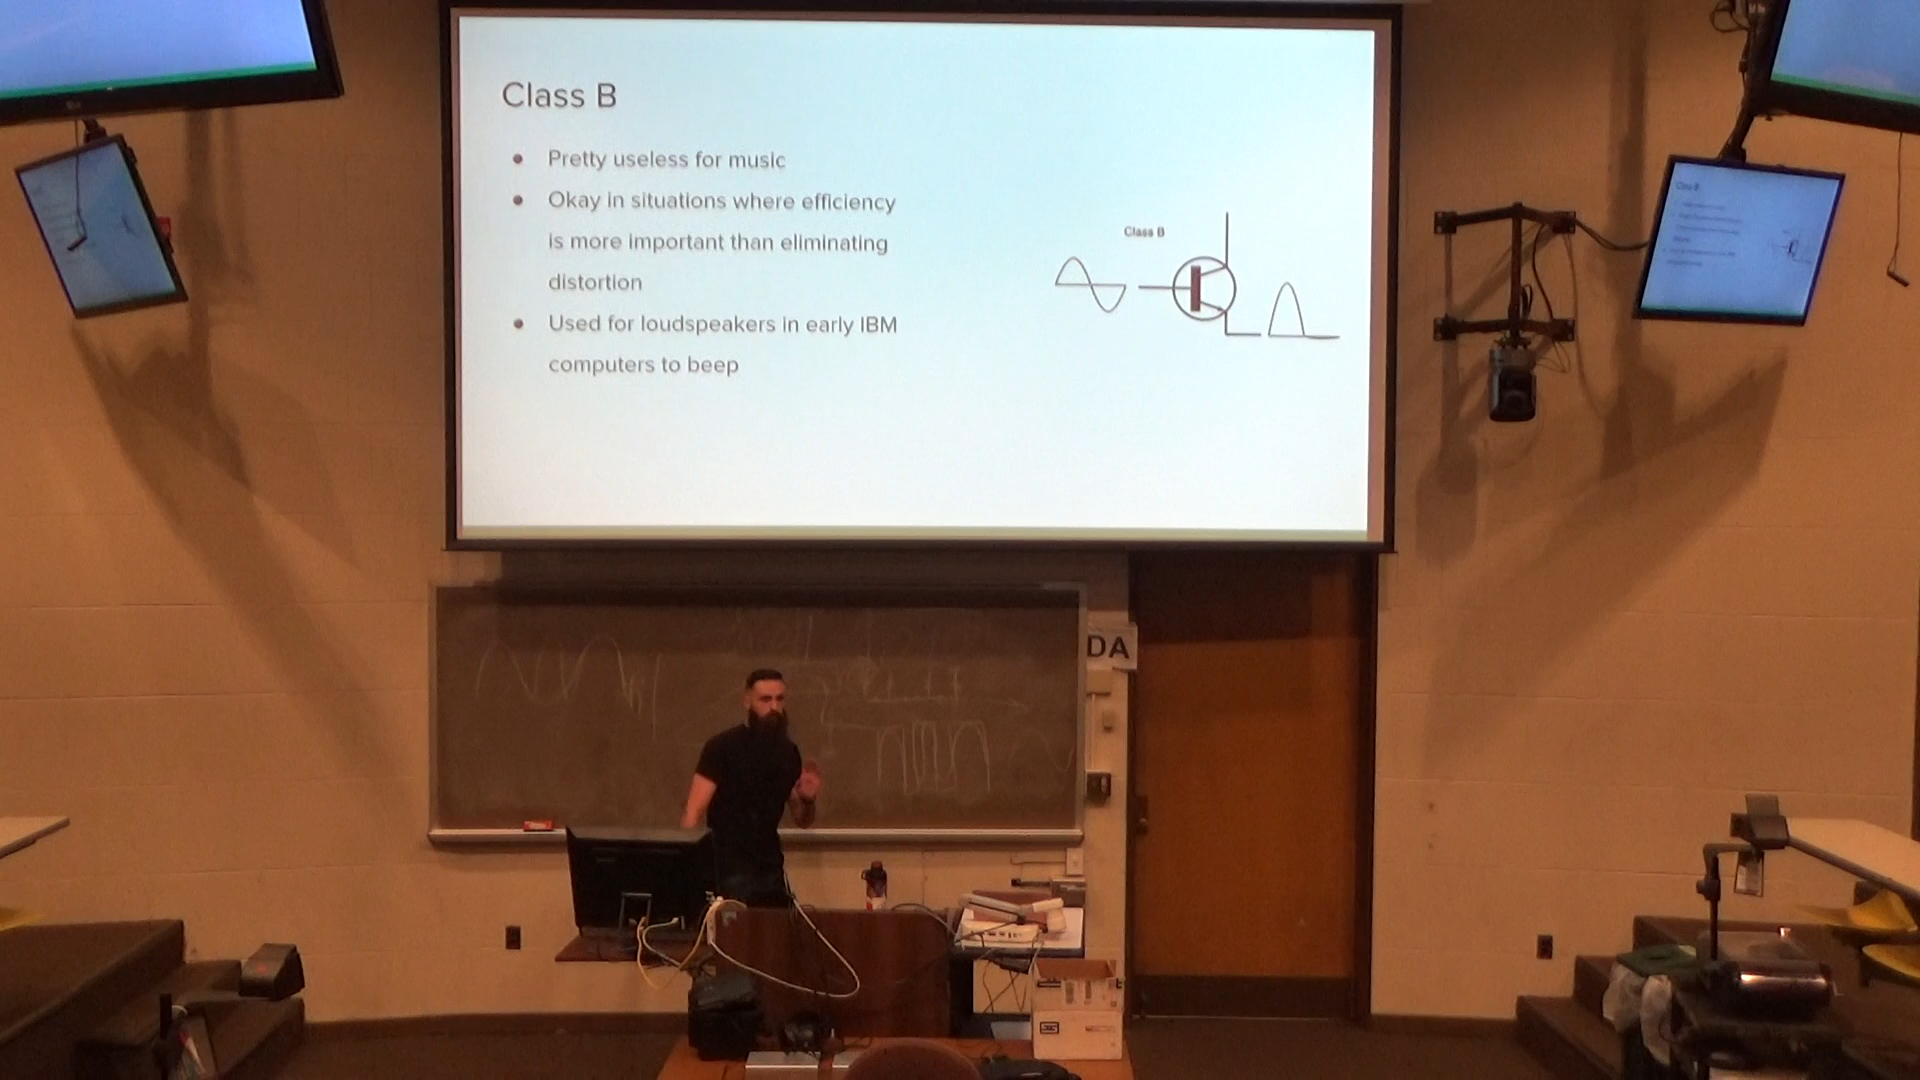 Class B
Pretty useless for music
Okay in situations where efficiency
is more important than eliminating
distortion
Used for loudspeakers in early IBM
computers to beep
Class B
DA